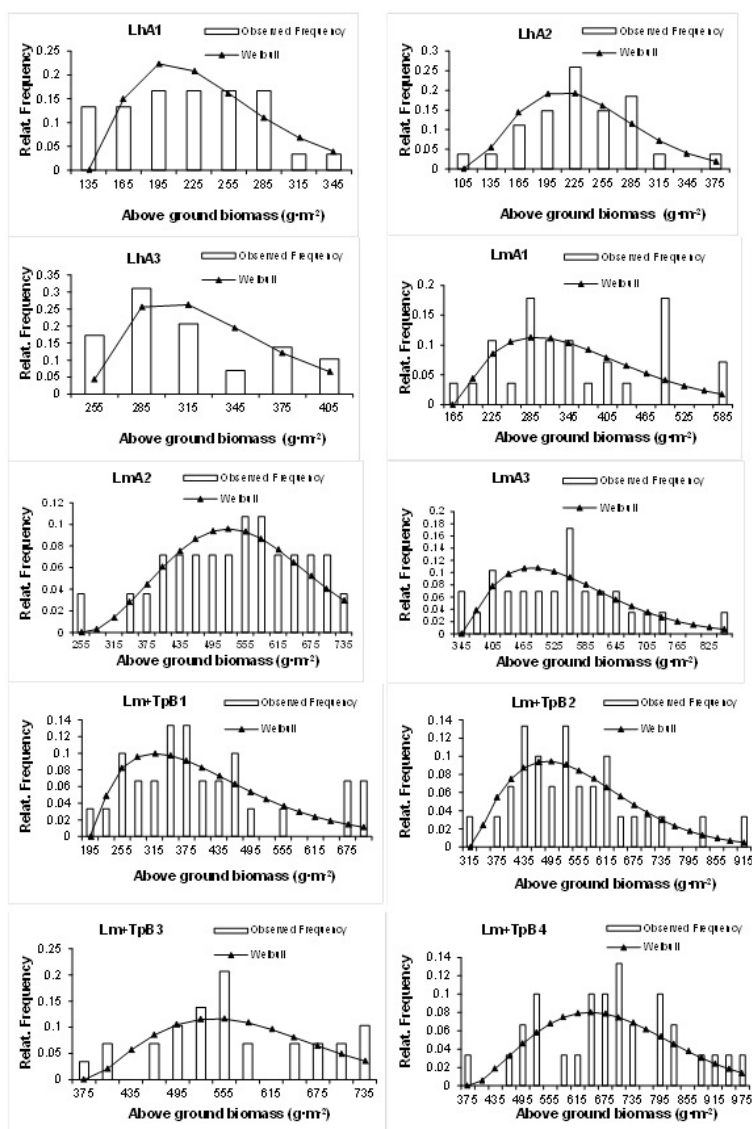 LhA1
Observed Frequency
Weibull
Relat. Frequency
0.25
0.2
0.15
0.1
0.05
0
135 165 195 225 255 285 315 345
Above ground biomass (g·m-2)
LhA2
Observed Frequency
Weibull
Relat. Frequency
0.3
0.25
0.2
0.15
0.1
0.05
0
105 135 165 195 225 255 285 315 345 375
Above ground biomass (g·m-2)
LhA3
Observed Frequency
Weibull
Relat. Frequency
0.35
0.3
0.25
0.2
0.15
0.1
0.05
0
255 285 315 345 375 405
Above ground biomass (g·m-2)
LmA1
Observed Frequency
Weibull
Relat. Frequency
0.2
0.15
0.1
0.05
0
165 225 285 345 405 465 525 585
Above ground biomass (g·m-2)
LmA2
Observed Frequency
Weibull
Relat. Frequency
0.12
0.1
0.08
0.06
0.04
0.02
0
255 315 375 435 495 555 615 675 735
Above ground biomass (g·m-2)
LmA3
Observed Frequency
Weibull
Relat. Frequency
0.2
0.18
0.16
0.14
0.12
0.1
0.08
0.06
0.04
0.02
0
345 405 465 525 585 645 705 765 825
Above ground biomass (g·m-2)
Lm+TpB1
Observed Frequency
Weibull
Relat. Frequency
0.14
0.12
0.1
0.08
0.06
0.04
0.02
0
195 255 315 375 435 495 555 615 675
Above ground biomass (g·m-2)
Lm+TpB2
Observed Frequency
Weibull
Relat. Frequency
0.14
0.12
0.1
0.08
0.06
0.04
0.02
0
315 375 435 495 555 615 675 735 795 855 915
Above ground biomass (g·m-2)
Lm+TpB3
Observed Frequency
Weibull
Relat. Frequency
0.25
0.2
0.15
0.1
0.05
0
375 435 495 555 615 675 735
Above ground biomass (g·m-2)
Lm+TpB4
Observed Frequency
Weibull
Relat. Frequency
0.14
0.12
0.1
0.08
0.06
0.04
0.02
0
375 435 495 555 615 675 735 795 855 915 975
Above ground biomass (g·m-2)